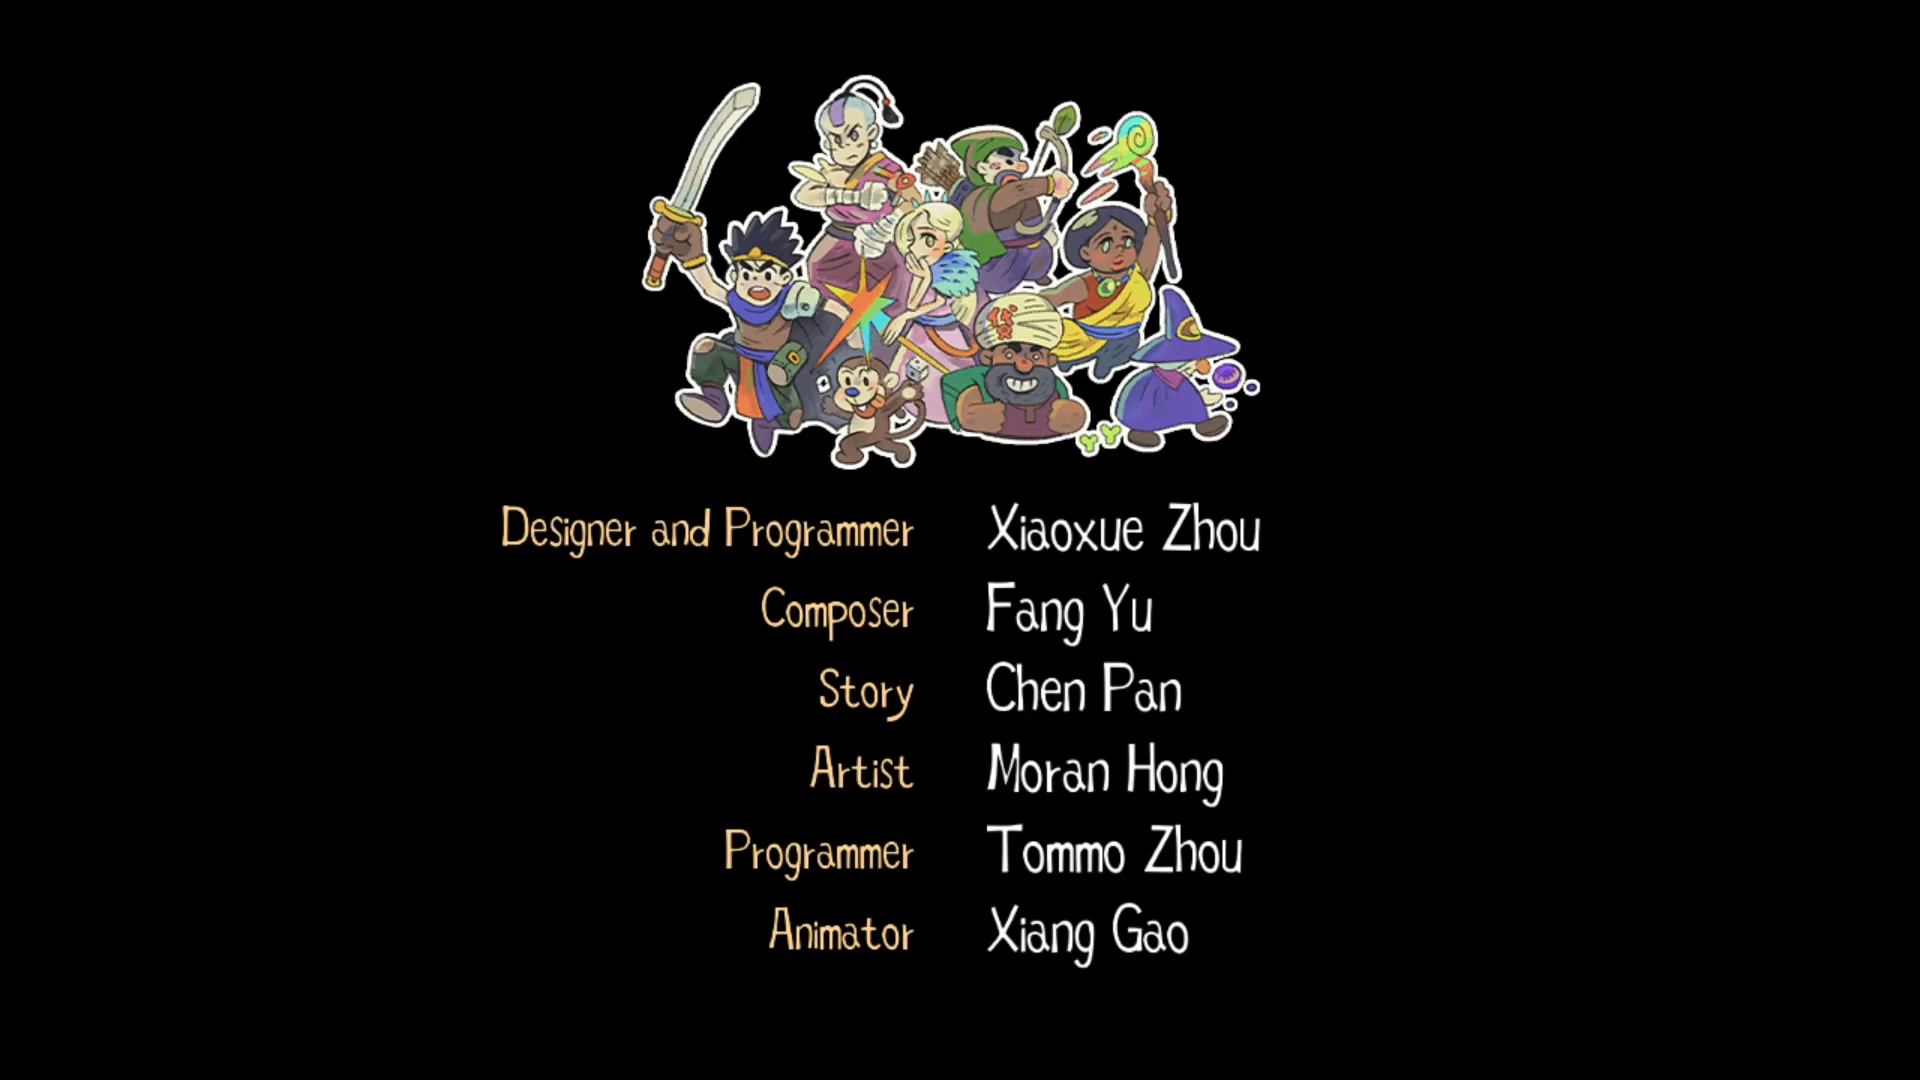 Designer and Programmer Xiaoxue Zhou
Composer Fang Yu
Story Chen Pan
Artist Moran Hong
Programmer Tommo Zhou
Animator Xiang Gao